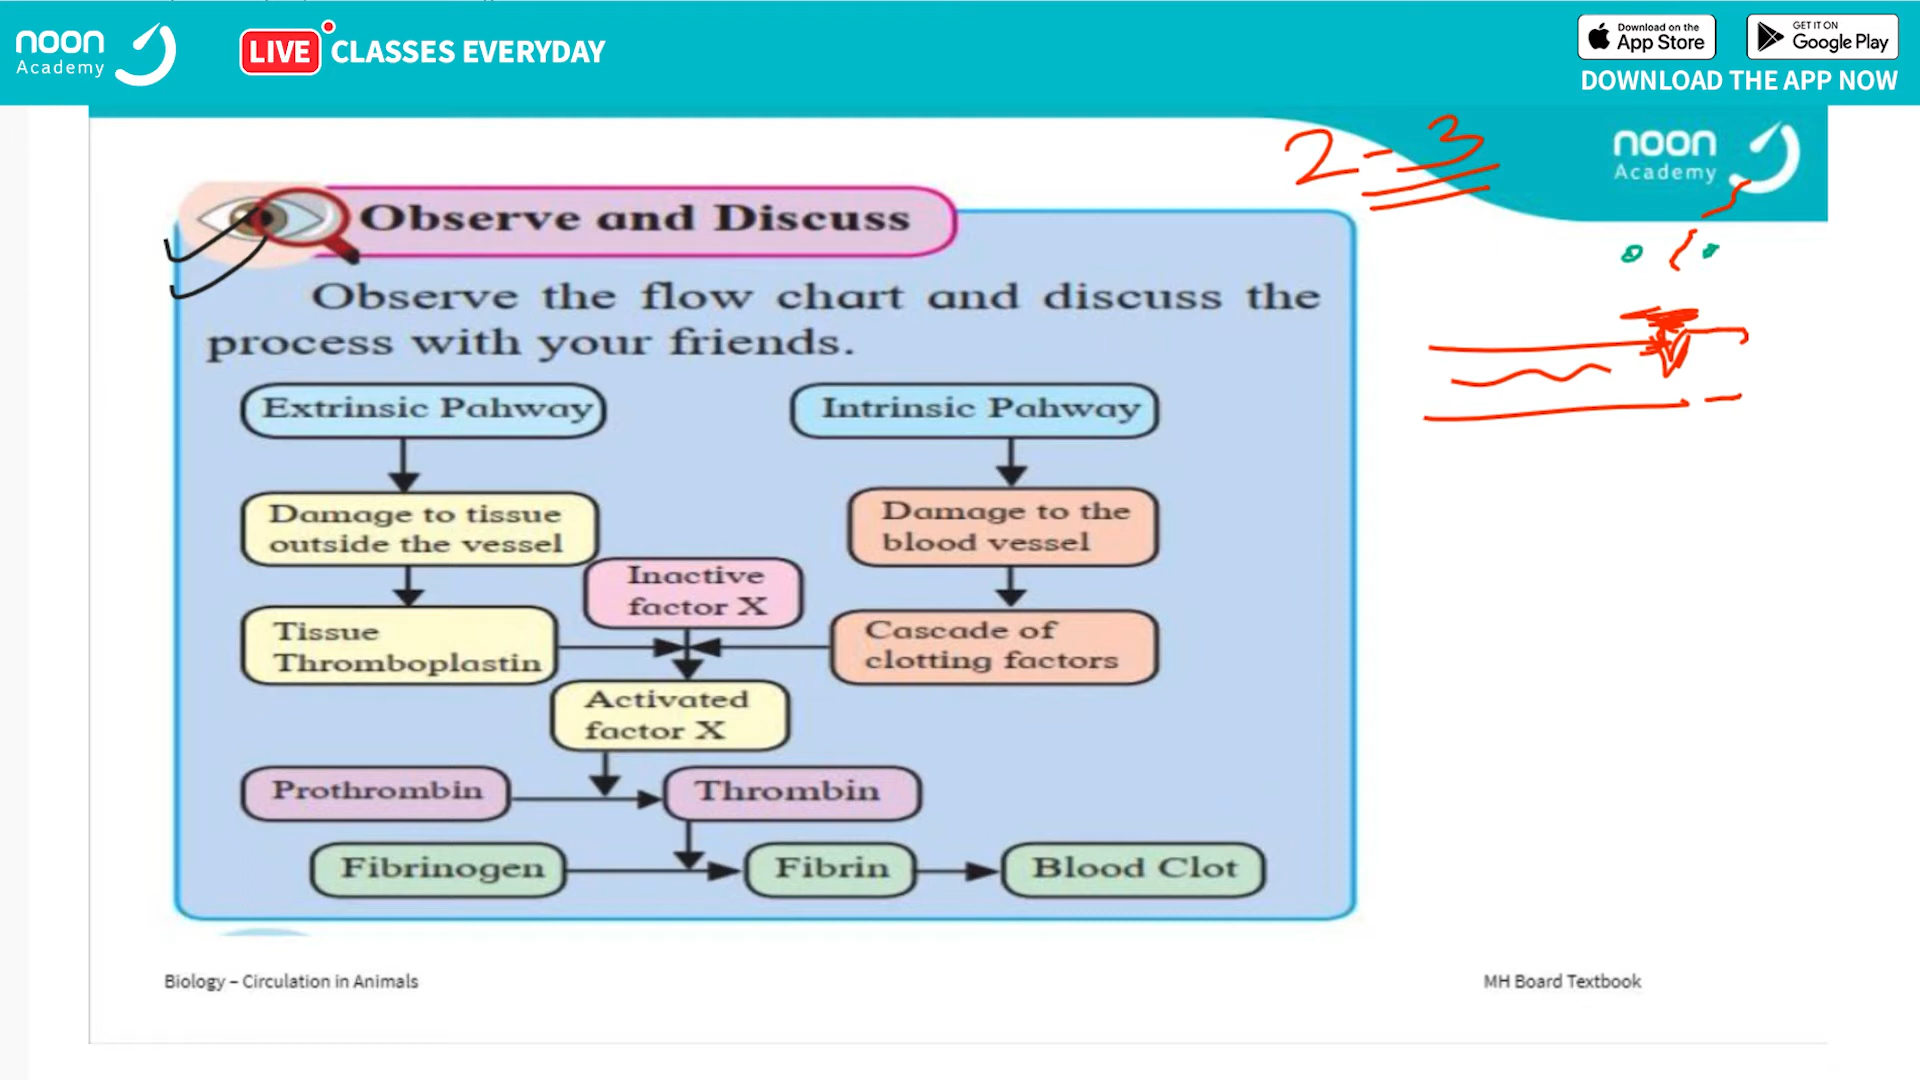 noon
Academy
LIVE CLASSES EVERYDAY
Download on the
App Store
GET IT ON
Google Play
DOWNLOAD THE APP NOW
2 = 3
noon
Academy
Observe and Discuss
Observe the flow chart and discuss the
process with your friends.
Extrinsic Pahway
Intrinsic Pahway
Damage to tissue
outside the vessel
Damage to the
blood vessel
Inactive
factor X
Tissue
Thromboplastin
Cascade of
clotting factors
Activated
factor X
Prothrombin
Thrombin
Fibrinogen
Fibrin
Blood Clot
Biology – Circulation in Animals
MH Board Textbook